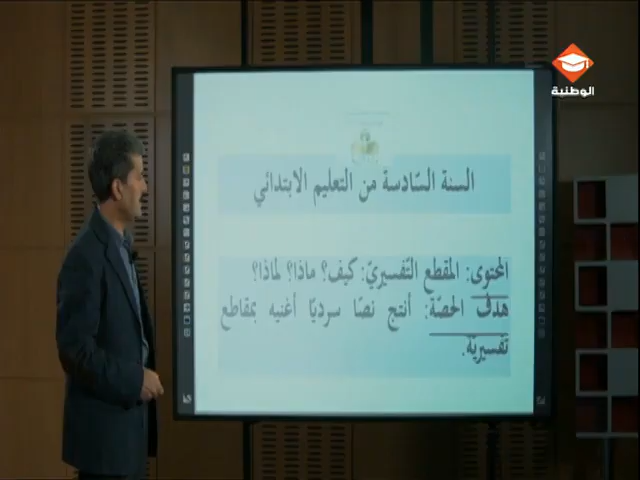 الوطنية
السنة السّادسة من التعليم الابتدائي
المحتوى: المقطع التّفسيريّ: كيف؟ ماذا؟ لماذا؟
هدف الحصّة: أنتج نصّا سرديّا أغنيه بمقاطع
تفسيريّة.